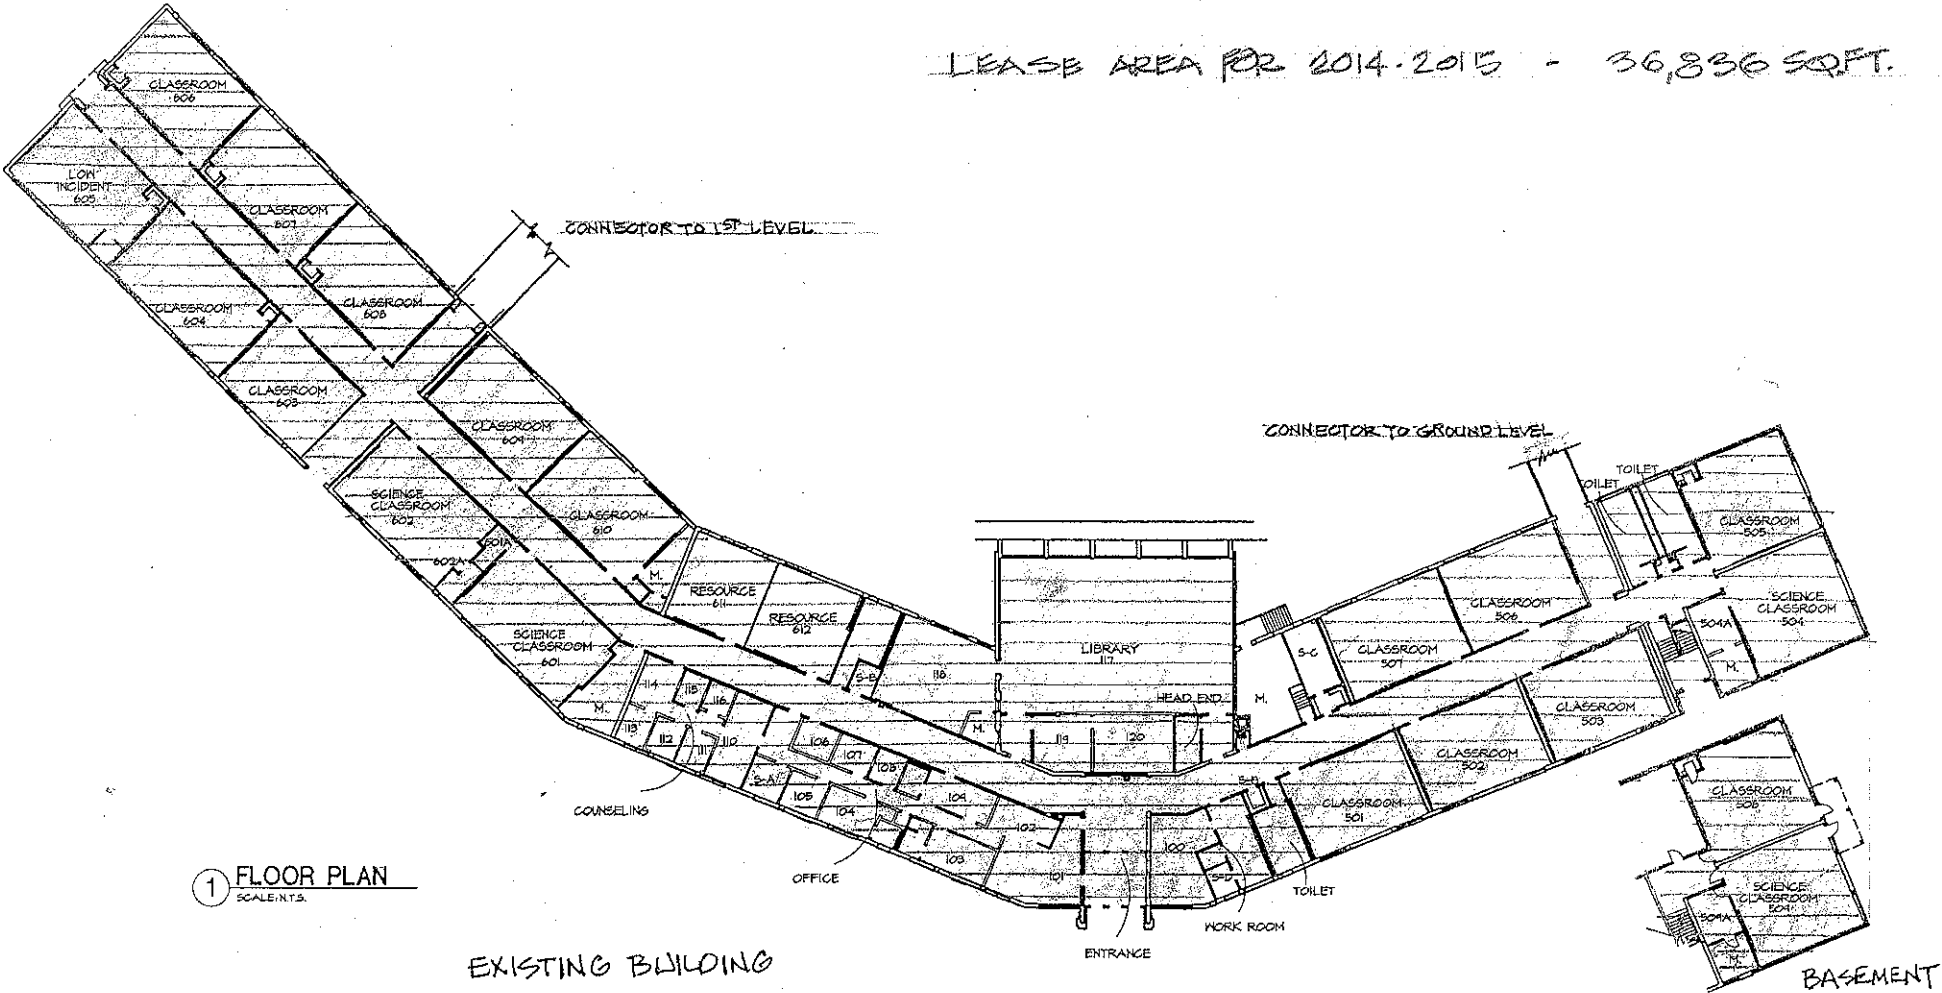 LEASE AREA FOR 2014-2015 - 36,836 SQ.FT.
CLASSROOM
606
LOW
INCIDENT
605
CLASSROOM
607
CONNECTOR TO 1ST LEVEL
CLASSROOM
604
CLASSROOM
608
CLASSROOM
603
CLASSROOM
609
CONNECTOR TO GROUND LEVEL
SCIENCE
CLASSROOM
602
CLASSROOM
610
601A
602A
M.
RESOURCE
611
RESOURCE
612
SCIENCE
CLASSROOM
601
S-B
118
M.
LIBRARY
117
HEAD END
119
120
M.
S-C
CLASSROOM
507
CLASSROOM
506
TOILET
TOILET
CLASSROOM
505
SCIENCE
CLASSROOM
504
504A
M.
CLASSROOM
503
CLASSROOM
502
CLASSROOM
501
M.
114
115
116
113
112
111
110
106
107
108
S-A
105
104
109
102
103
101
100
S-D
COUNSELING
OFFICE
ENTRANCE
WORK ROOM
TOILET
CLASSROOM
508
SCIENCE
CLASSROOM
509
509A
M.
1 FLOOR PLAN
SCALE: N.T.S.
EXISTING BUILDING
BASEMENT